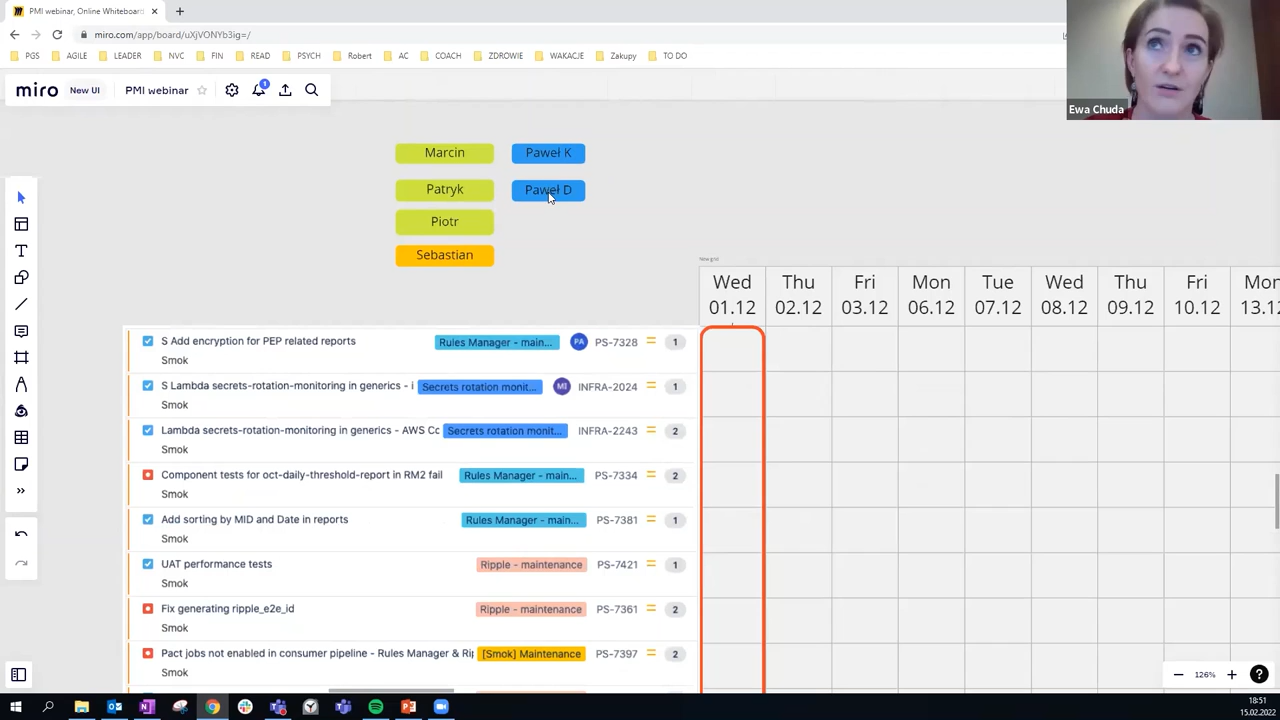 PMI webinar, Online Whiteboard
miro.com/app/board/uXjVONYb3ig=/
PGS AGILE LEADER NVC FIN READ PSYCH Robert AC COACH ZDROWIE WAKACJE Zakupy TO DO
miro New UI PMI webinar 1
Ewa Chuda
Marcin Paweł K
Patryk Paweł D
Piotr
Sebastian
New grid
Wed Thu Fri Mon Tue Wed Thu Fri Mon
01.12 02.12 03.12 06.12 07.12 08.12 09.12 10.12 13.12
S Add encryption for PEP related reports Rules Manager - main... PA PS-7328 1
Smok
S Lambda secrets-rotation-monitoring in generics - i Secrets rotation monit... MI INFRA-2024 1
Smok
Lambda secrets-rotation-monitoring in generics - AWS Cc Secrets rotation monit... INFRA-2243 2
Smok
Component tests for oct-daily-threshold-report in RM2 fail Rules Manager - main... PS-7334 2
Smok
Add sorting by MID and Date in reports Rules Manager - main... PS-7381 1
Smok
UAT performance tests Ripple - maintenance PS-7421 1
Smok
Fix generating ripple_e2e_id Ripple - maintenance PS-7361 2
Smok
Pact jobs not enabled in consumer pipeline - Rules Manager & Rip [Smok] Maintenance PS-7397 2
Smok
126%
18:51
15.02.2022